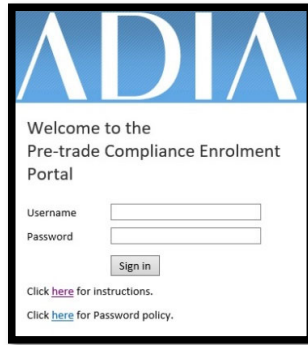 ADIA
Welcome to the
Pre-trade Compliance Enrolment
Portal
Username
Password
Sign in
Click here for instructions.
Click here for Password policy.